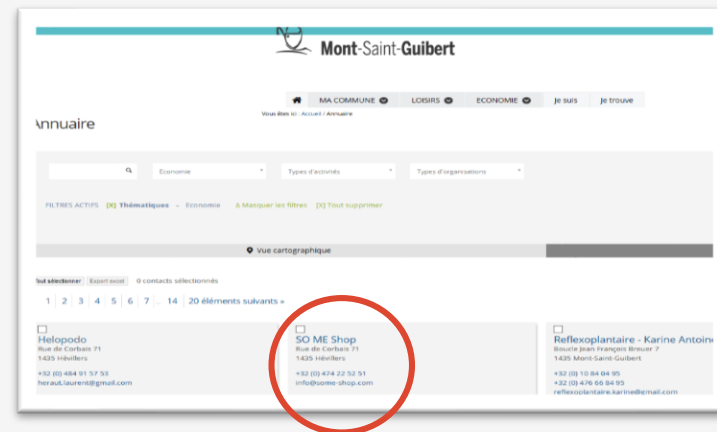 Mont-Saint-Guibert
MA COMMUNE LOISIRS ECONOMIE Je suis Je trouve
Vous êtes ici : Accueil / Annuaire
Annuaire
Economie Types d'activités Types d'organisations
FILTRES ACTIFS [X] Thématiques - Economie Δ Masquer les filtres [X] Tout supprimer
Vue cartographique
Tout sélectionner Export excel 0 contacts sélectionnés
1 2 3 4 5 6 7 ... 14 20 éléments suivants »
Helopodo
Rue de Corbais 71
1435 Hévillers
+32 (0) 484 91 57 53
heraut.laurent@gmail.com
SO ME Shop
Rue de Corbais 71
1435 Hévillers
+32 (0) 474 22 52 51
info@some-shop.com
Reflexoplantaire - Karine Antoine
Boucle Jean François Breuer 7
1435 Mont-Saint-Guibert
+32 (0) 10 84 04 95
+32 (0) 476 66 84 95
reflexoplantaire.karine@gmail.com